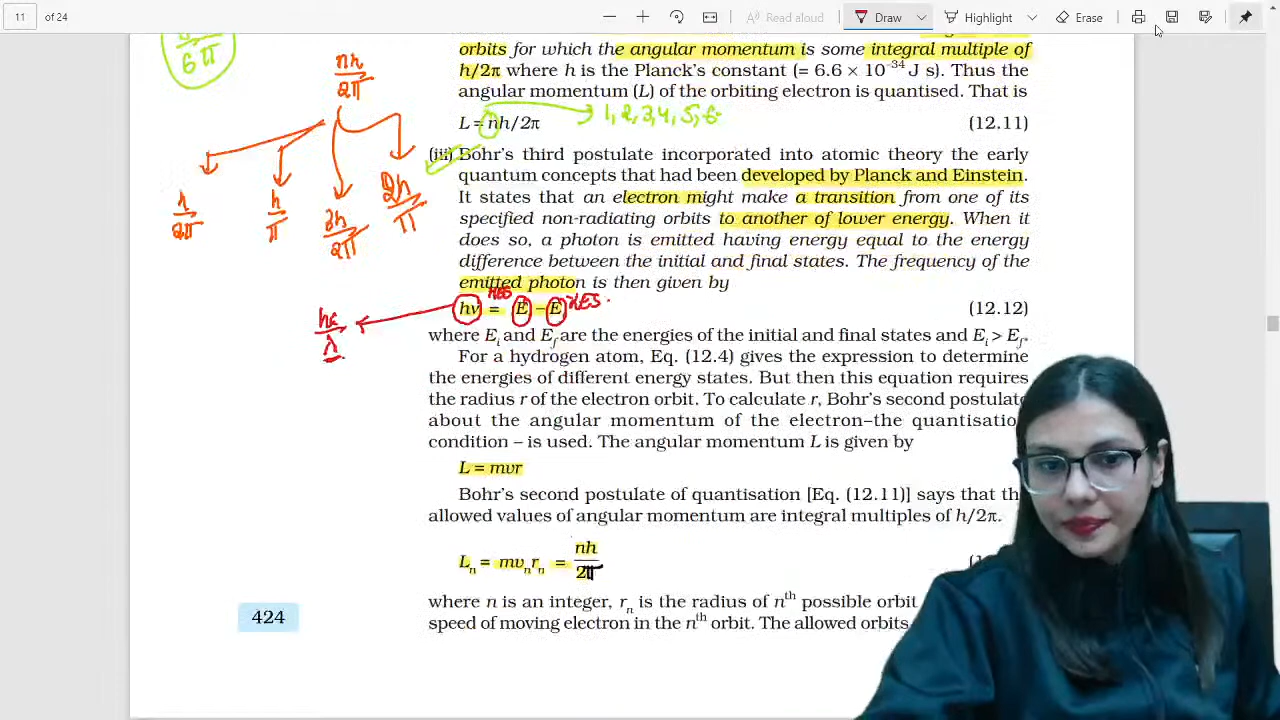 11 of 24
Read aloud
Draw
Highlight
Erase
6π
nh/2π
h/2π
h/π
3h/2π
2h/π
orbits for which the angular momentum is some integral multiple of
h/2π where h is the Planck's constant (= 6.6 × 10⁻³⁴ J s). Thus the
angular momentum (L) of the orbiting electron is quantised. That is
L = nh/2π (12.11)
1, 2, 3, 4, 5, 6
(iii) Bohr's third postulate incorporated into atomic theory the early
quantum concepts that had been developed by Planck and Einstein.
It states that an electron might make a transition from one of its
specified non-radiating orbits to another of lower energy. When it
does so, a photon is emitted having energy equal to the energy
difference between the initial and final states. The frequency of the
emitted photon is then given by
hν = E – E (12.12)
hc/λ
where Eᵢ and E_f are the energies of the initial and final states and Eᵢ > E_f.
For a hydrogen atom, Eq. (12.4) gives the expression to determine
the energies of different energy states. But then this equation requires
the radius r of the electron orbit. To calculate r, Bohr's second postulate
about the angular momentum of the electron–the quantisation
condition – is used. The angular momentum L is given by
L = mvr
Bohr's second postulate of quantisation [Eq. (12.11)] says that th
allowed values of angular momentum are integral multiples of h/2π.
Lₙ = mvₙrₙ = nh/2π
where n is an integer, rₙ is the radius of nᵗʰ possible orbit
speed of moving electron in the nᵗʰ orbit. The allowed orbits
424